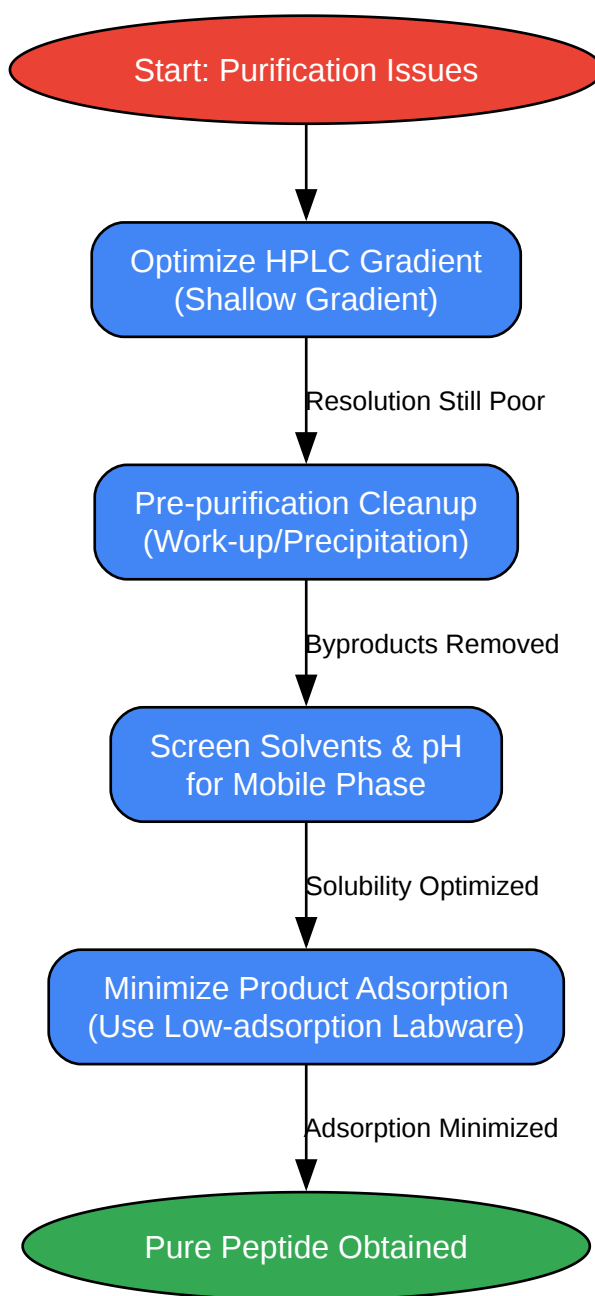 Start: Purification Issues
Optimize HPLC Gradient
(Shallow Gradient)
Resolution Still Poor
Pre-purification Cleanup
(Work-up/Precipitation)
Byproducts Removed
Screen Solvents & pH
for Mobile Phase
Solubility Optimized
Minimize Product Adsorption
(Use Low-adsorption Labware)
Adsorption Minimized
Pure Peptide Obtained